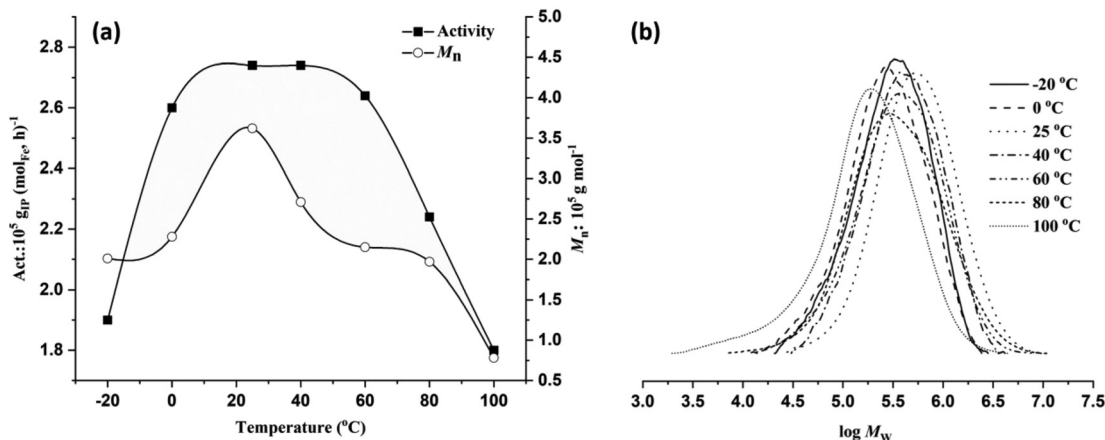 (a)
Activity
Mn
2.8
2.6
2.4
2.2
2.0
1.8
Act.:10⁵ gIP (molFe, h)⁻¹
5.0
4.5
4.0
3.5
3.0
2.5
2.0
1.5
1.0
0.5
Mn: 10⁵ g mol⁻¹
-20 0 20 40 60 80 100
Temperature (°C)
(b)
-20 °C
0 °C
25 °C
40 °C
60 °C
80 °C
100 °C
3.0 3.5 4.0 4.5 5.0 5.5 6.0 6.5 7.0 7.5
log MW